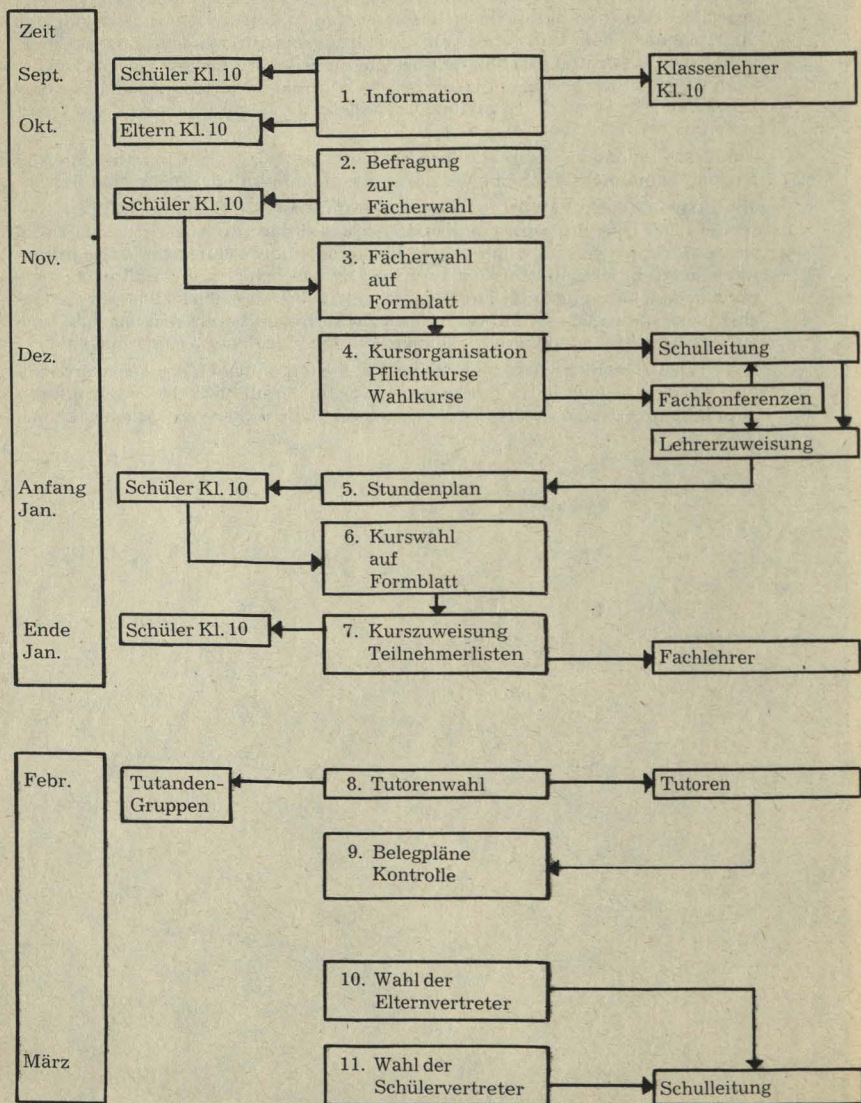 Zeit
Sept.
Schüler Kl. 10
1. Information
Klassenlehrer
Kl. 10
Okt.
Eltern Kl. 10
2. Befragung
zur
Fächerwahl
Schüler Kl. 10
Nov.
3. Fächerwahl
auf
Formblatt
Dez.
4. Kursorganisation
Pflichtkurse
Wahlkurse
Schulleitung
Fachkonferenzen
Lehrerzuweisung
Anfang
Jan.
Schüler Kl. 10
5. Stundenplan
6. Kurswahl
auf
Formblatt
Ende
Jan.
Schüler Kl. 10
7. Kurszuweisung
Teilnehmerlisten
Fachlehrer
Febr.
Tutanden-
Gruppen
8. Tutorenwahl
Tutoren
9. Belegpläne
Kontrolle
10. Wahl der
Elternvertreter
März
11. Wahl der
Schülervertreter
Schulleitung